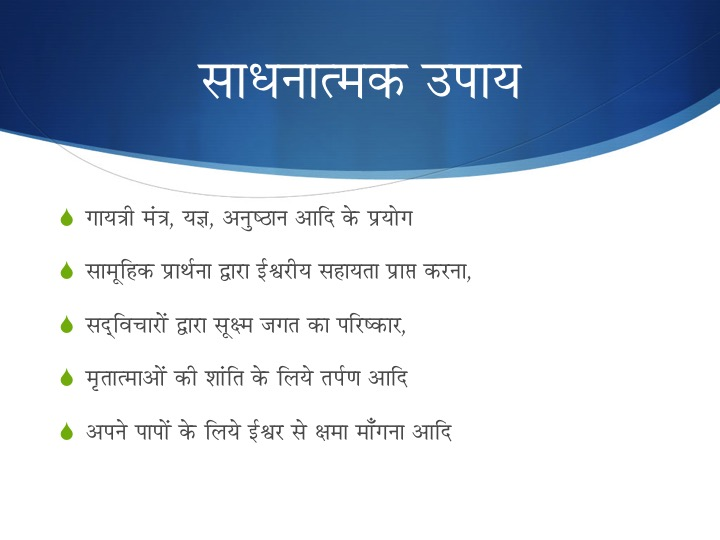 साधनात्मक उपाय
गायत्री मंत्र, यज्ञ, अनुष्ठान आदि के प्रयोग
सामूहिक प्रार्थना द्वारा ईश्वरीय सहायता प्राप्त करना,
सद्‌विचारों द्वारा सूक्ष्म जगत का परिष्कार,
मृतात्माओं की शांति के लिये तर्पण आदि
अपने पापों के लिये ईश्वर से क्षमा माँगना आदि